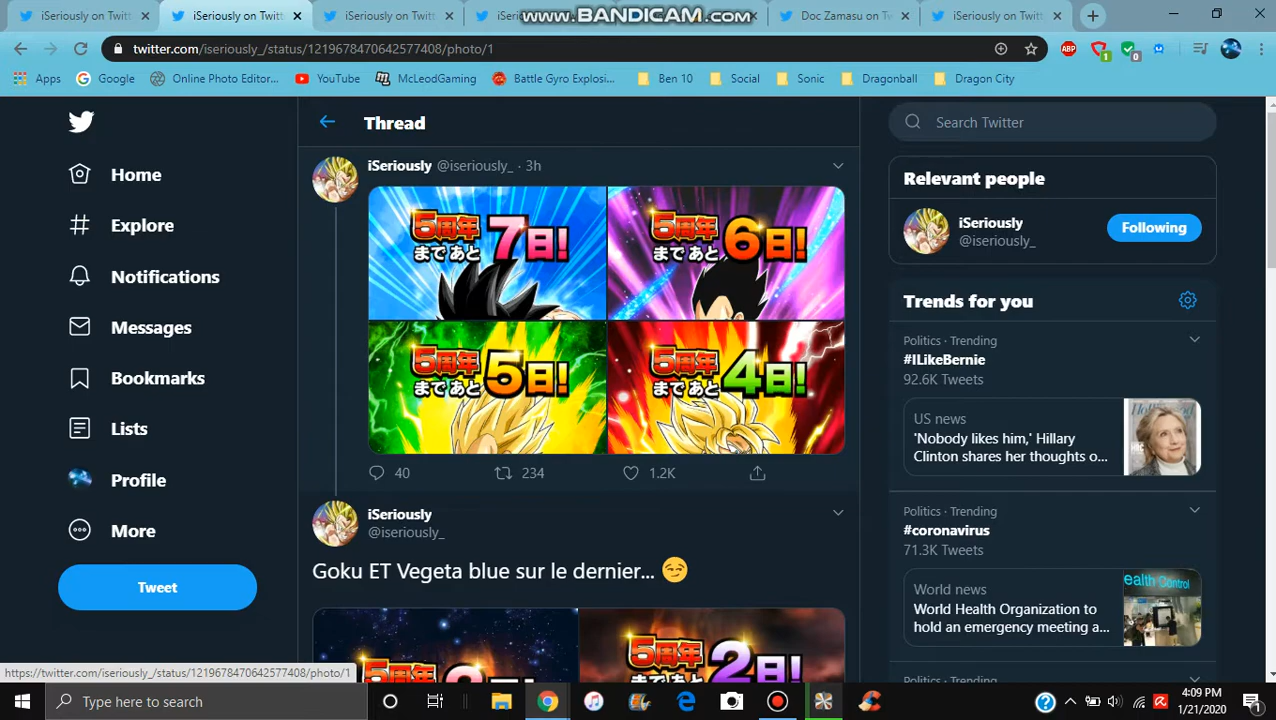 iSeriously on Twitt
iSeriously on Twitt
iSeriously on Twitt
iSeri
Doc Zamasu on T
iSeriously on Twitt
www.BANDICAM.com
twitter.com/iseriously_/status/1219678470642577408/photo/1
ABP
1
0
Apps
Google
Online Photo Editor...
YouTube
McLeodGaming
Battle Gyro Explosi...
Ben 10
Social
Sonic
Dragonball
Dragon City
Home
Explore
Notifications
Messages
Bookmarks
Lists
Profile
More
Tweet
Thread
iSeriously @iseriously_ · 3h
5周年
まであと7日!
5周年
まであと6日!
5周年
まであと5日!
5周年
まであと4日!
40
234
1.2K
iSeriously
@iseriously_
Goku ET Vegeta blue sur le dernier... 😏
5周年
5周年
2日!
Search Twitter
Relevant people
iSeriously
@iseriously_
Following
Trends for you
Politics · Trending
#ILikeBernie
92.6K Tweets
US news
'Nobody likes him,' Hillary
Clinton shares her thoughts o...
Politics · Trending
#coronavirus
71.3K Tweets
World news
World Health Organization to
hold an emergency meeting a...
ealth Control
Politics · Trending
https://twitter.com/iseriously_/status/1219678470642577408/photo/1
Type here to search
4:09 PM
1/21/2020
1